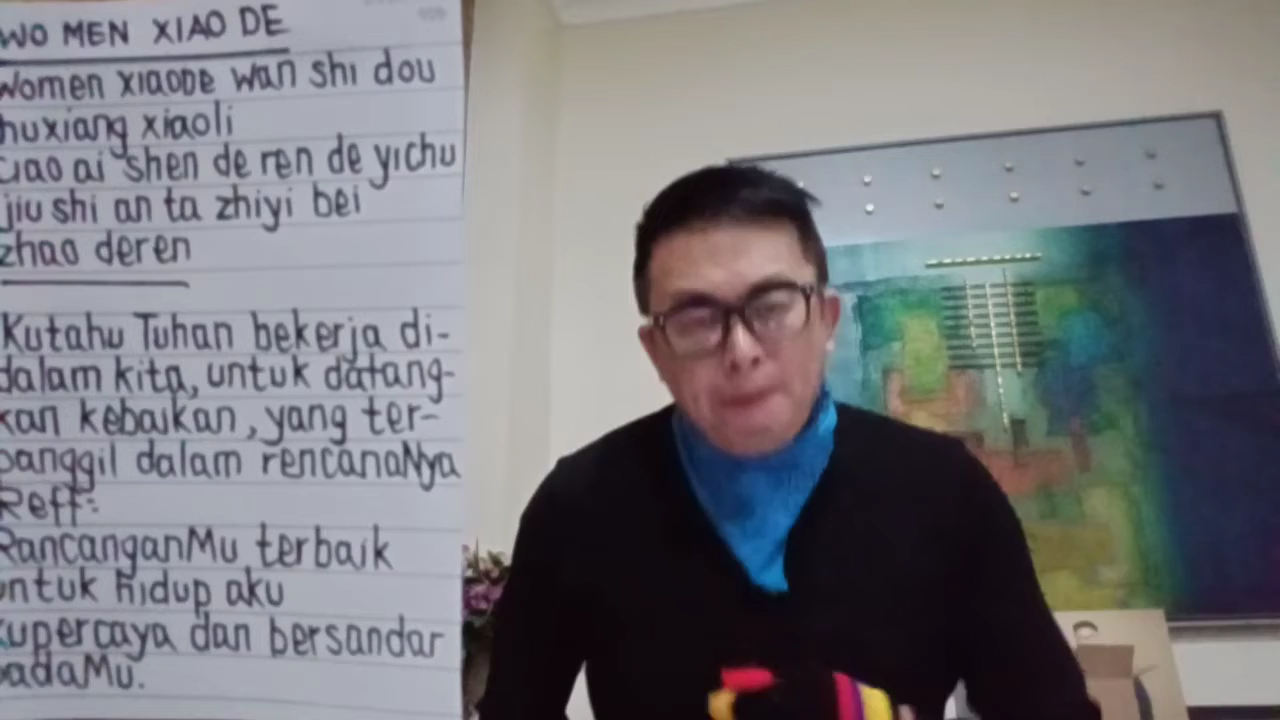 WO MEN XIAO DE
Women XIAODE wan shi dou
huxiang xiaoli
ciao ai shen de ren de yichu
jiu shi an ta zhiyi bei
zhao deren
Kutahu Tuhan bekerja di-
dalam kita, untuk datang-
kan kebaikan, yang ter-
panggil dalam rencanaNya
Reff:
RancanganMu terbaik
untuk hidup aku
kupercaya dan bersandar
padaMu.